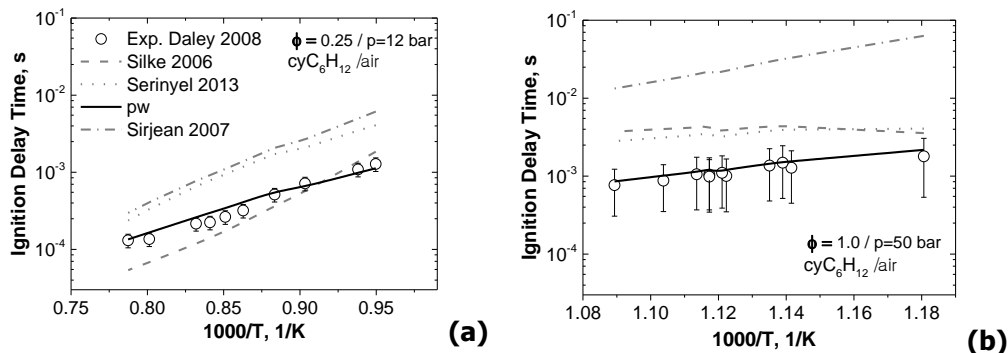 10⁻¹
10⁻²
10⁻³
10⁻⁴
Ignition Delay Time, s
Exp. Daley 2008
Silke 2006
Serinyel 2013
pw
Sirjean 2007
ϕ = 0.25 / p=12 bar
cyC₆H₁₂ /air
0.75 0.80 0.85 0.90 0.95
1000/T, 1/K
(a)
10⁻¹
10⁻²
10⁻³
10⁻⁴
Ignition Delay Time, s
ϕ = 1.0 / p=50 bar
cyC₆H₁₂ /air
1.08 1.10 1.12 1.14 1.16 1.18
1000/T, 1/K
(b)